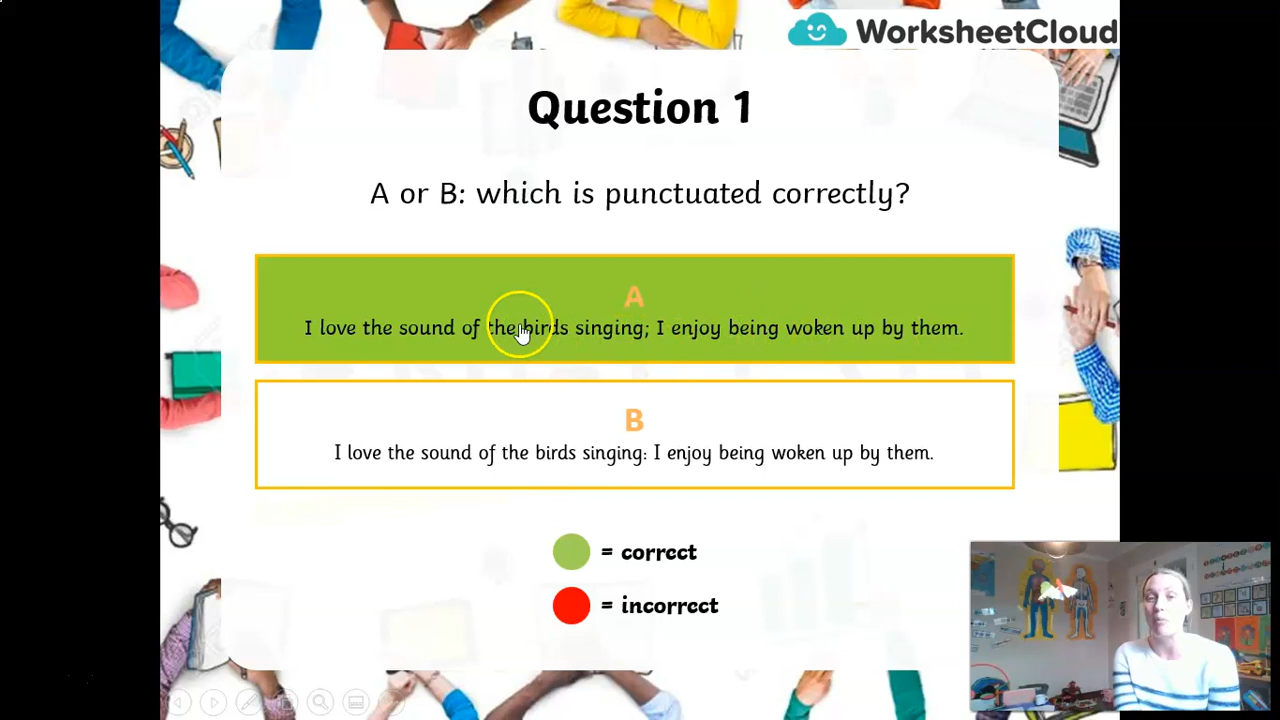 WorksheetCloud
Question 1
A or B: which is punctuated correctly?
A
I love the sound of the birds singing; I enjoy being woken up by them.
B
I love the sound of the birds singing: I enjoy being woken up by them.
= correct
= incorrect